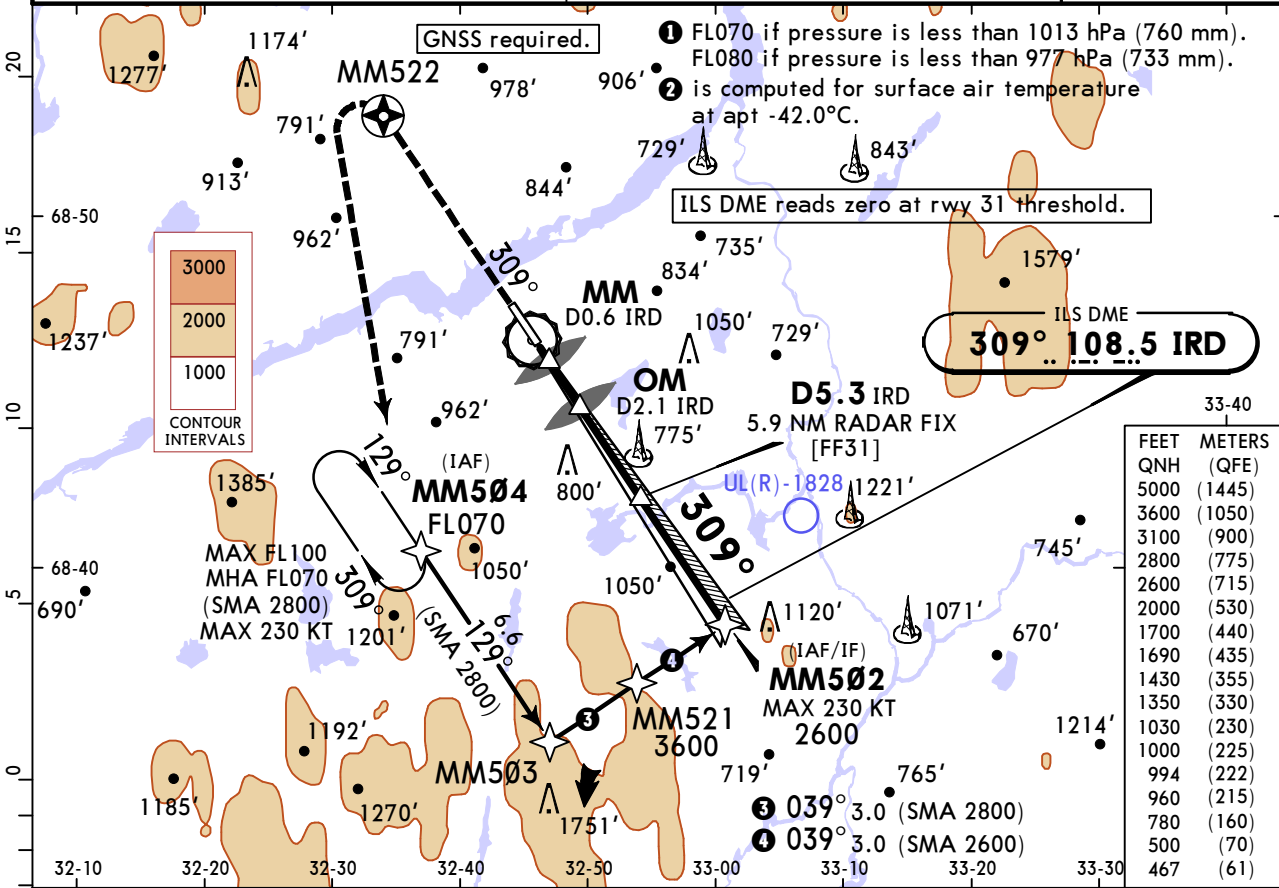 GNSS required.
❶ FL070 if pressure is less than 1013 hPa (760 mm).
FL080 if pressure is less than 977 hPa (733 mm).
❷ is computed for surface air temperature
at apt -42.0°C.
1174'
1277'
MM522
978'
906'
20
791'
913'
844'
729'
843'
68-50
962'
ILS DME reads zero at rwy 31 threshold.
15
735'
834'
1579'
309°
3000
2000
1000
CONTOUR
INTERVALS
MM
D0.6 IRD
1050'
729'
ILS DME
309° 108.5 IRD
1237'
791'
OM
D2.1 IRD
775'
D5.3 IRD
5.9 NM RADAR FIX
[FF31]
33-40
10
962'
129°
(IAF)
MM5Ø4
FL070
800'
UL(R)-1828
1221'
1385'
309°
745'
MAX FL100
MHA FL070
(SMA 2800)
MAX 230 KT
309°
1050'
1050'
68-40
690'
5
1201'
6.6
129°
(SMA 2800)
1120'
1071'
670'
(IAF/IF)
MM5Ø2
MAX 230 KT
2600
❹
❸
MM521
3600
1192'
MM5Ø3
719'
765'
1214'
0
1185'
1270'
1751'
❸ 039° 3.0 (SMA 2800)
❹ 039° 3.0 (SMA 2600)
32-10 32-20 32-30 32-40 32-50 33-00 33-10 33-20 33-30
FEET METERS
QNH (QFE)
5000 (1445)
3600 (1050)
3100 (900)
2800 (775)
2600 (715)
2000 (530)
1700 (440)
1690 (435)
1430 (355)
1350 (330)
1030 (230)
1000 (225)
994 (222)
960 (215)
780 (160)
500 (70)
467 (61)